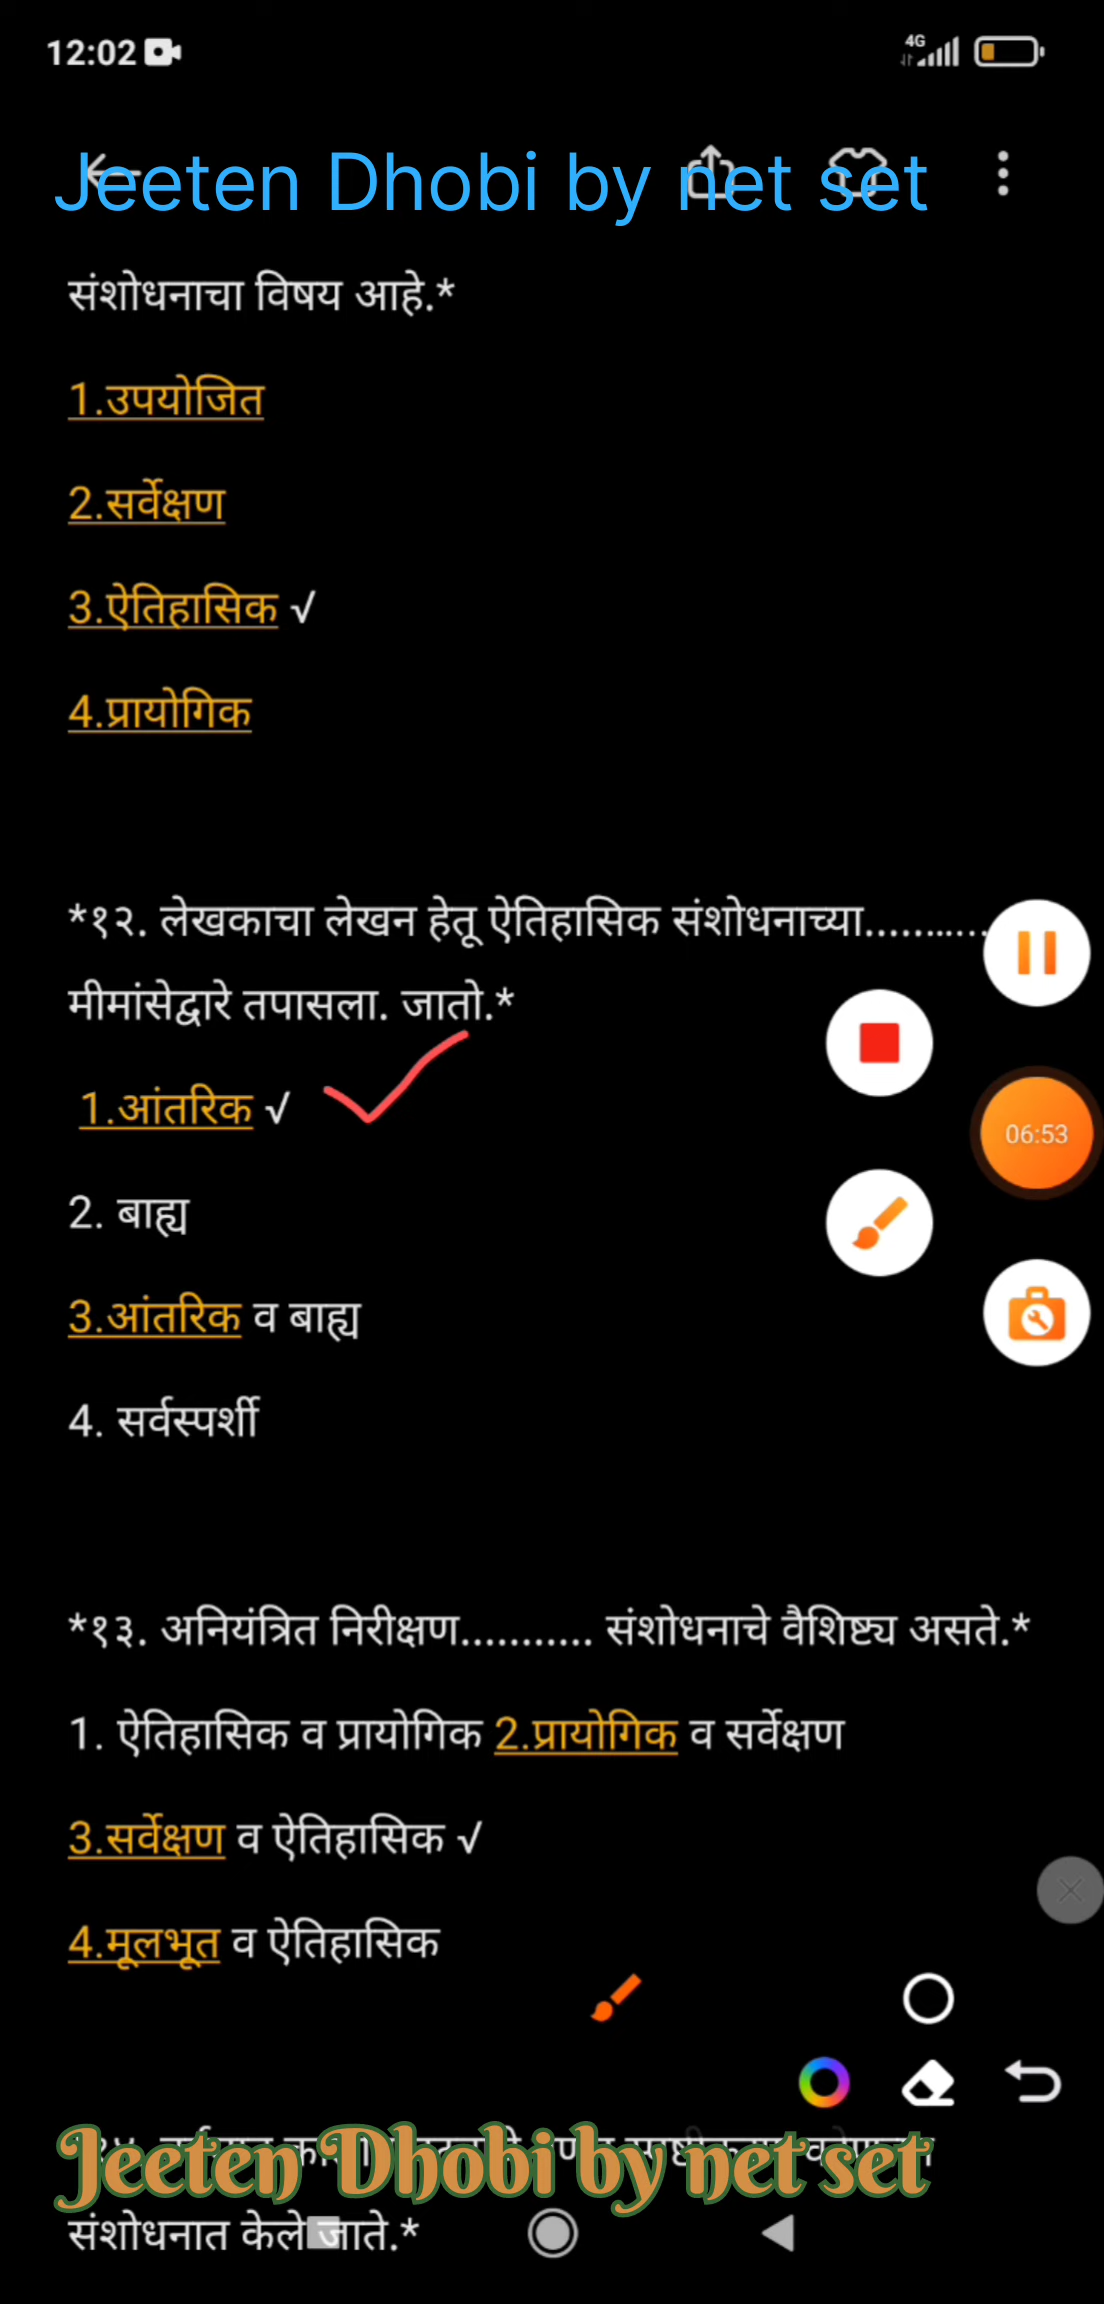 12:02
4G
Jeeten Dhobi by net set
संशोधनाचा विषय आहे.*
1.उपयोजित
2.सर्वेक्षण
3.ऐतिहासिक √
4.प्रायोगिक
*१२. लेखकाचा लेखन हेतू ऐतिहासिक संशोधनाच्या...........
मीमांसेद्वारे तपासला. जातो.*
1.आंतरिक √
06:53
2. बाह्य
3.आंतरिक व बाह्य
4. सर्वस्पर्शी
*१३. अनियंत्रित निरीक्षण........... संशोधनाचे वैशिष्ट्य असते.*
1. ऐतिहासिक व प्रायोगिक 2.प्रायोगिक व सर्वेक्षण
3.सर्वेक्षण व ऐतिहासिक √
4.मूलभूत व ऐतिहासिक
Jeeten Dhobi by net set
संशोधनात केले जाते.*